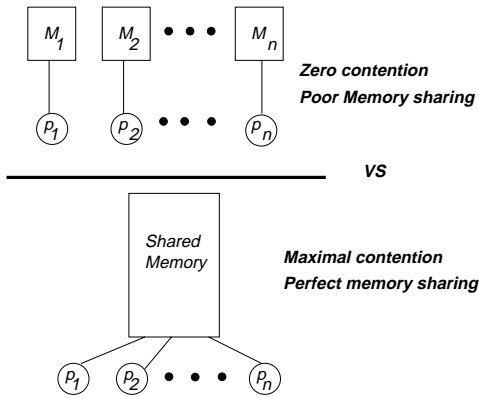 M1 M2 • • • Mn
Zero contention
Poor Memory sharing
p1 p2 • • • pn
VS
Shared
Memory
Maximal contention
Perfect memory sharing
p1 p2 • • • pn